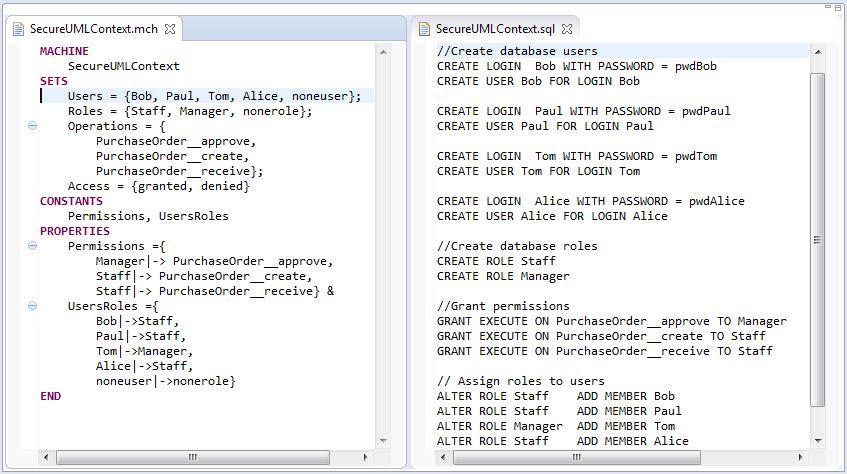 SecureUMLContext.mch
MACHINE
SecureUMLContext
SETS
Users = {Bob, Paul, Tom, Alice, noneuser};
Roles = {Staff, Manager, nonerole};
Operations = {
PurchaseOrder__approve,
PurchaseOrder__create,
PurchaseOrder__receive};
Access = {granted, denied}
CONSTANTS
Permissions, UsersRoles
PROPERTIES
Permissions ={
Manager|-> PurchaseOrder__approve,
Staff|-> PurchaseOrder__create,
Staff|-> PurchaseOrder__receive} &
UsersRoles ={
Bob|->Staff,
Paul|->Staff,
Tom|->Manager,
Alice|->Staff,
noneuser|->nonerole}
END
SecureUMLContext.sql
//Create database users
CREATE LOGIN  Bob WITH PASSWORD = pwdBob
CREATE USER Bob FOR LOGIN Bob
CREATE LOGIN  Paul WITH PASSWORD = pwdPaul
CREATE USER Paul FOR LOGIN Paul
CREATE LOGIN  Tom WITH PASSWORD = pwdTom
CREATE USER Tom FOR LOGIN Tom
CREATE LOGIN  Alice WITH PASSWORD = pwdAlice
CREATE USER Alice FOR LOGIN Alice
//Create database roles
CREATE ROLE Staff
CREATE ROLE Manager
//Grant permissions
GRANT EXECUTE ON PurchaseOrder__approve TO Manager
GRANT EXECUTE ON PurchaseOrder__create TO Staff
GRANT EXECUTE ON PurchaseOrder__receive TO Staff
// Assign roles to users
ALTER ROLE Staff    ADD MEMBER Bob
ALTER ROLE Staff    ADD MEMBER Paul
ALTER ROLE Manager  ADD MEMBER Tom
ALTER ROLE Staff    ADD MEMBER Alice